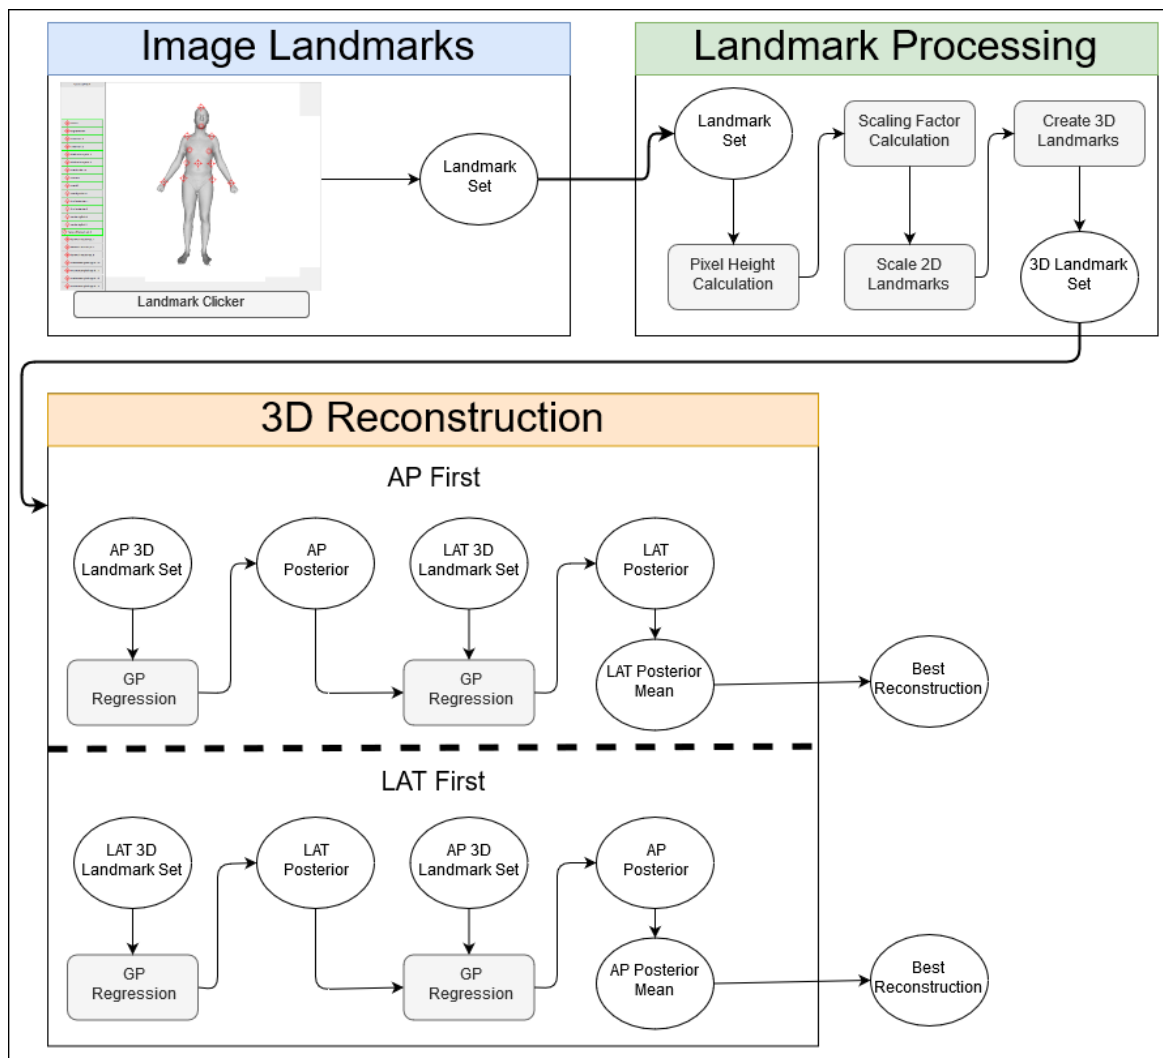 Image Landmarks
Landmark Clicker
Landmark
Set
Landmark Processing
Landmark
Set
Pixel Height
Calculation
Scaling Factor
Calculation
Scale 2D
Landmarks
Create 3D
Landmarks
3D Landmark
Set
3D Reconstruction
AP First
AP 3D
Landmark Set
GP
Regression
AP
Posterior
LAT 3D
Landmark Set
GP
Regression
LAT
Posterior
LAT Posterior
Mean
Best
Reconstruction
LAT First
LAT 3D
Landmark Set
GP
Regression
LAT
Posterior
AP 3D
Landmark Set
GP
Regression
AP
Posterior
AP Posterior
Mean
Best
Reconstruction